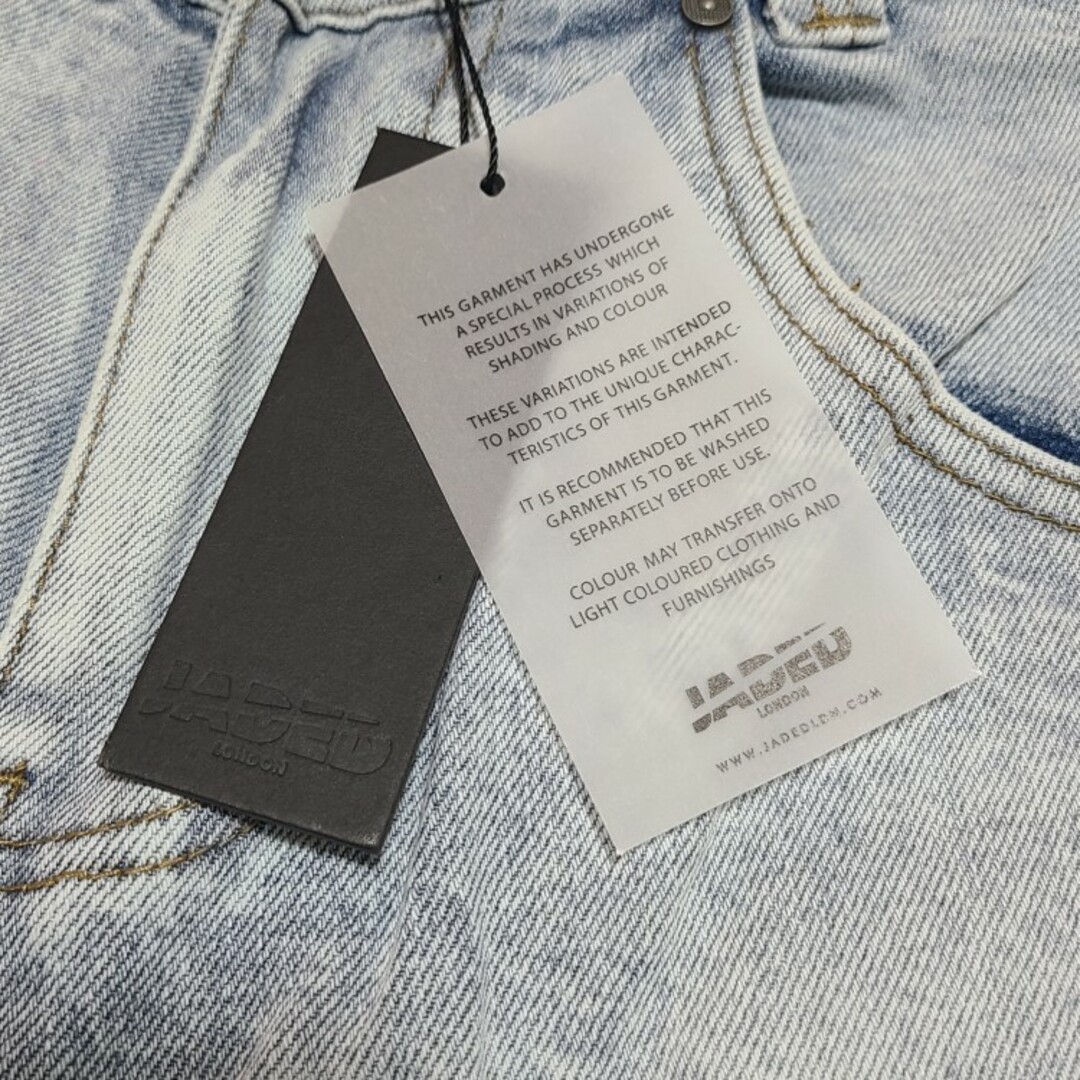 THIS GARMENT HAS UNDERGONE
A SPECIAL PROCESS WHICH
RESULTS IN VARIATIONS OF
SHADING AND COLOUR
THESE VARIATIONS ARE INTENDED
TO ADD TO THE UNIQUE CHARAC-
TERISTICS OF THIS GARMENT.
IT IS RECOMMENDED THAT THIS
GARMENT IS TO BE WASHED
SEPARATELY BEFORE USE.
COLOUR MAY TRANSFER ONTO
LIGHT COLOURED CLOTHING AND
FURNISHINGS
JADED
LONDON
WWW.JADEDLDN.COM
JADED
LONDON